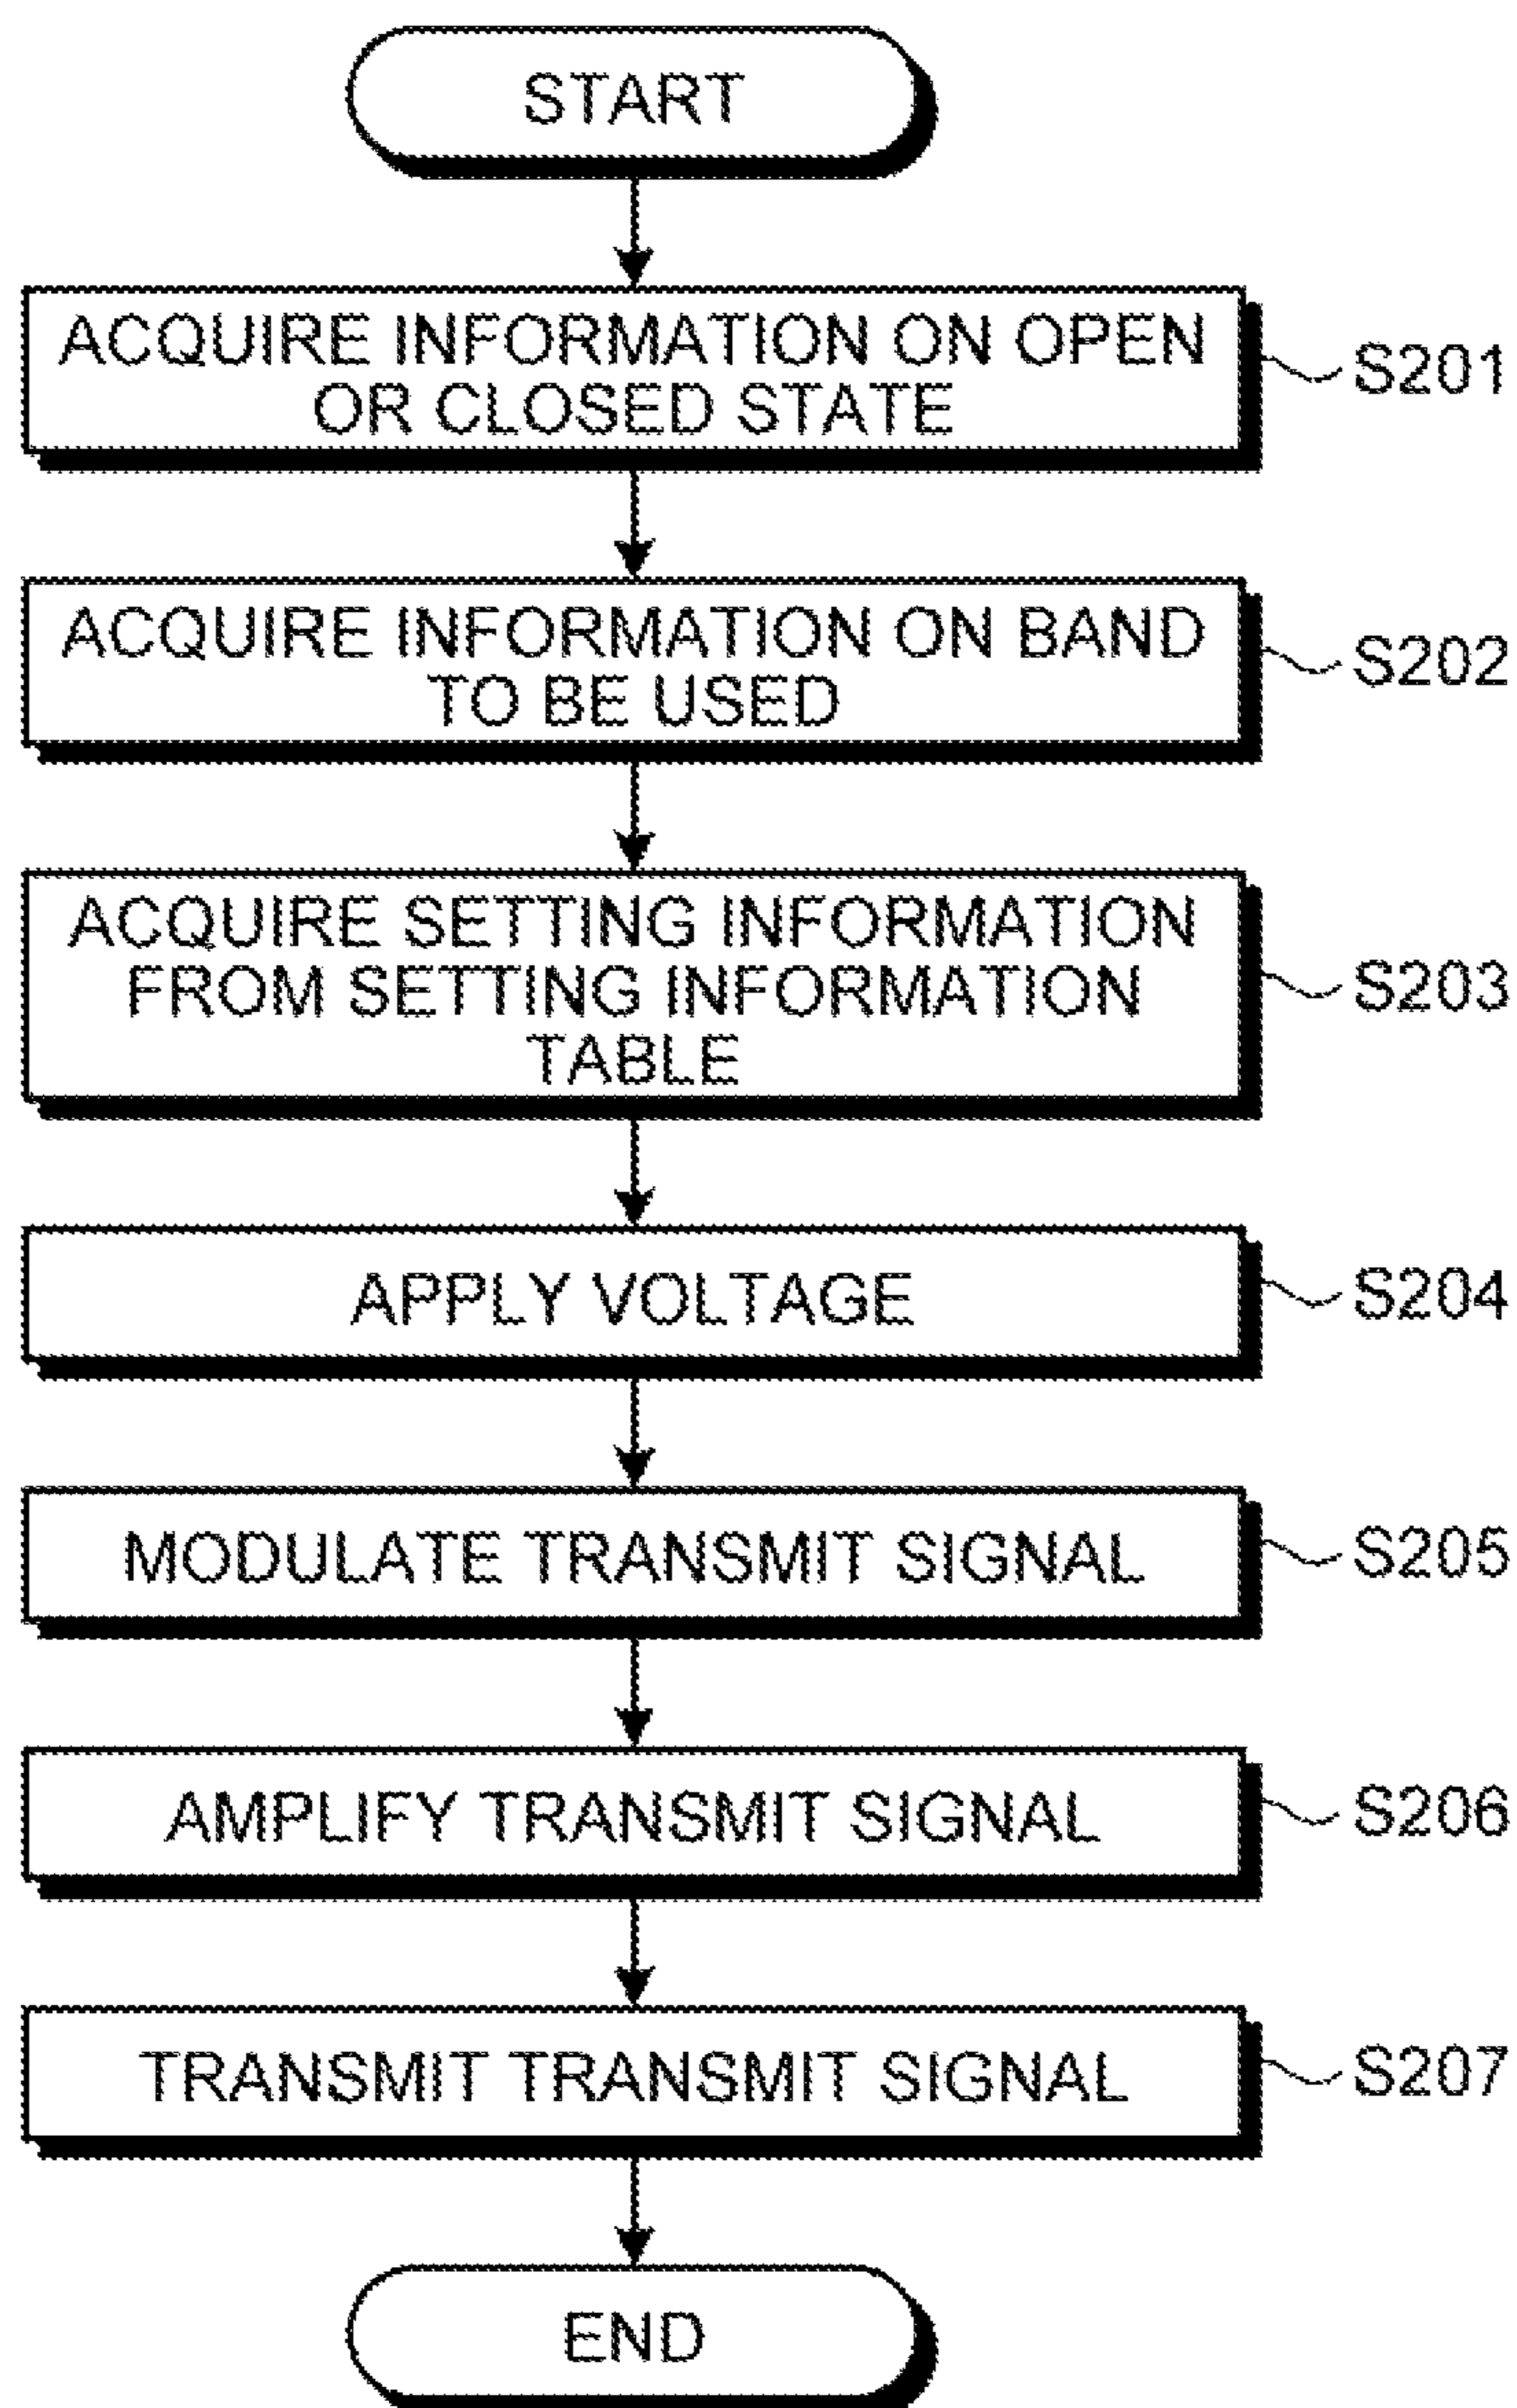 START
ACQUIRE INFORMATION ON OPEN
OR CLOSED STATE
S201
ACQUIRE INFORMATION ON BAND
TO BE USED
S202
ACQUIRE SETTING INFORMATION
FROM SETTING INFORMATION
TABLE
S203
APPLY VOLTAGE
S204
MODULATE TRANSMIT SIGNAL
S205
AMPLIFY TRANSMIT SIGNAL
S206
TRANSMIT TRANSMIT SIGNAL
S207
END